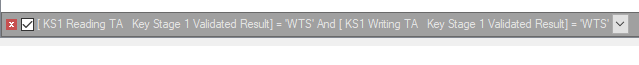 [ KS1 Reading TA   Key Stage 1 Validated Result] = 'WTS' And [ KS1 Writing TA   Key Stage 1 Validated Result] = 'WTS'